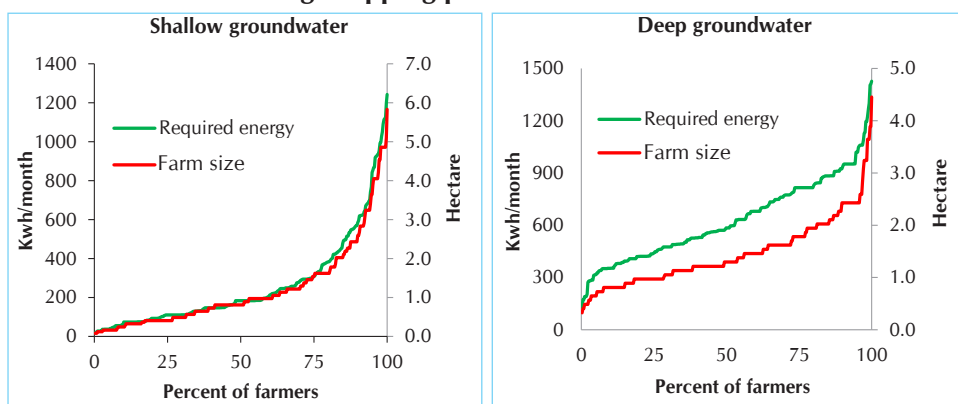 Shallow groundwater
1400
1200
1000
800
600
400
200
0
Kwh/month
7.0
6.0
5.0
4.0
3.0
2.0
1.0
0.0
Hectare
Required energy
Farm size
0 25 50 75 100
Percent of farmers
Deep groundwater
1500
1200
900
600
300
0
Kwh/month
5.0
4.0
3.0
2.0
1.0
0.0
Hectare
Required energy
Farm size
0 25 50 75 100
Percent of farmers